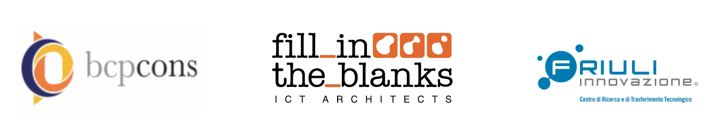 bcpcons
fill_in
the_blanks
ICT ARCHITECTS
FRIULI
innovazione®
Centro di Ricerca e di Trasferimento Tecnologico